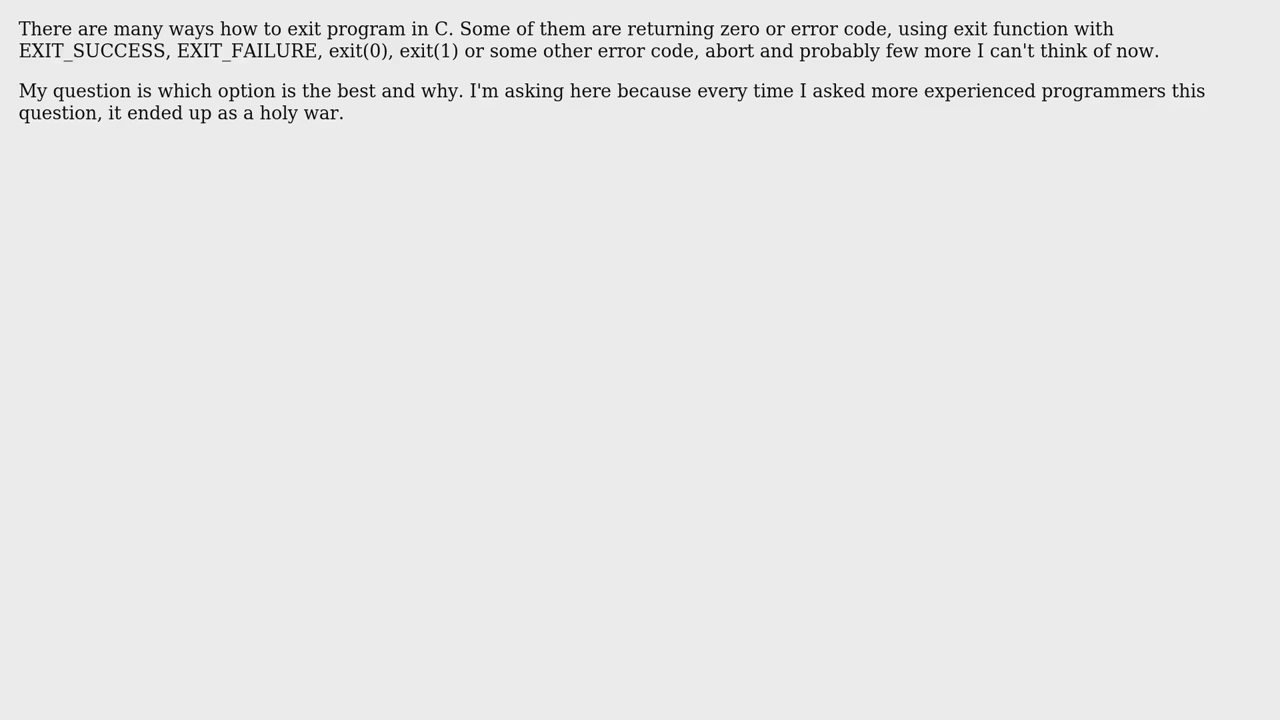 There are many ways how to exit program in C. Some of them are returning zero or error code, using exit function with
EXIT_SUCCESS, EXIT_FAILURE, exit(0), exit(1) or some other error code, abort and probably few more I can't think of now.
My question is which option is the best and why. I'm asking here because every time I asked more experienced programmers this
question, it ended up as a holy war.